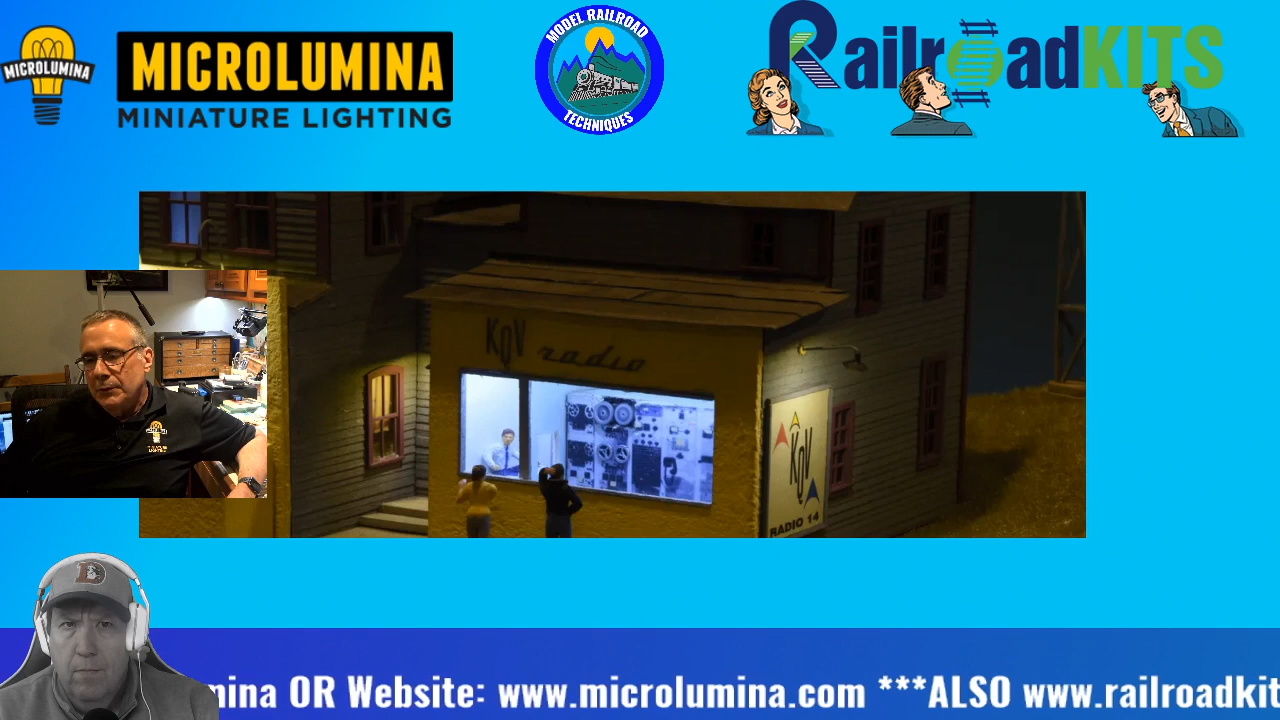 MICROLUMINA
MICROLUMINA
MINIATURE LIGHTING
MODEL RAILROAD
TECHNIQUES
RailroadKITS
KQV radio
KQV
RADIO 14
mina OR Website: www.microlumina.com ***ALSO www.railroadkit